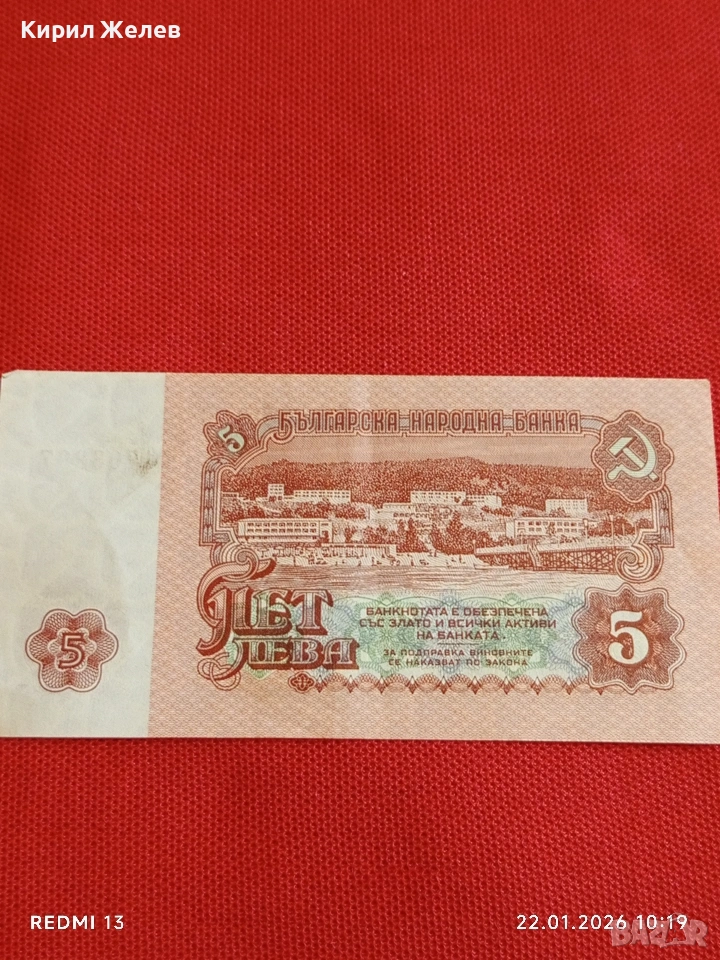 Кирил Желев
5
БЪЛГАРСКА НАРОДНА БАНКА
ПЕТ
ЛЕВА
БАНКНОТАТА Е ОБЕЗПЕЧЕНА
СЪС ЗЛАТО И ВСИЧКИ АКТИВИ
НА БАНКАТА.
ЗА ПОДПРАВКА ВИНОВНИТЕ
СЕ НАКАЗВАТ ПО ЗАКОНА
5
5
REDMI 13
22.01.2026 10:19
BAZAR